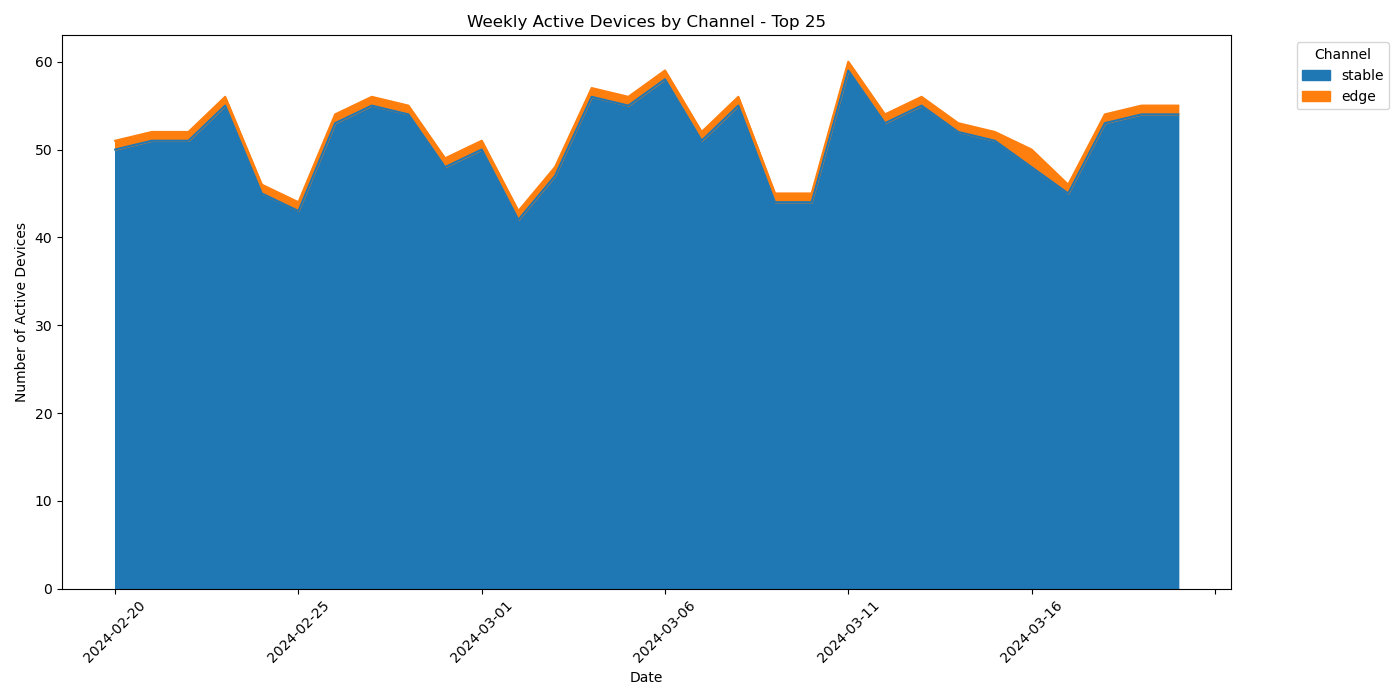 Weekly Active Devices by Channel - Top 25
Channel
stable
edge
Number of Active Devices
60
50
40
30
20
10
0
2024-02-20
2024-02-25
2024-03-01
2024-03-06
2024-03-11
2024-03-16
Date